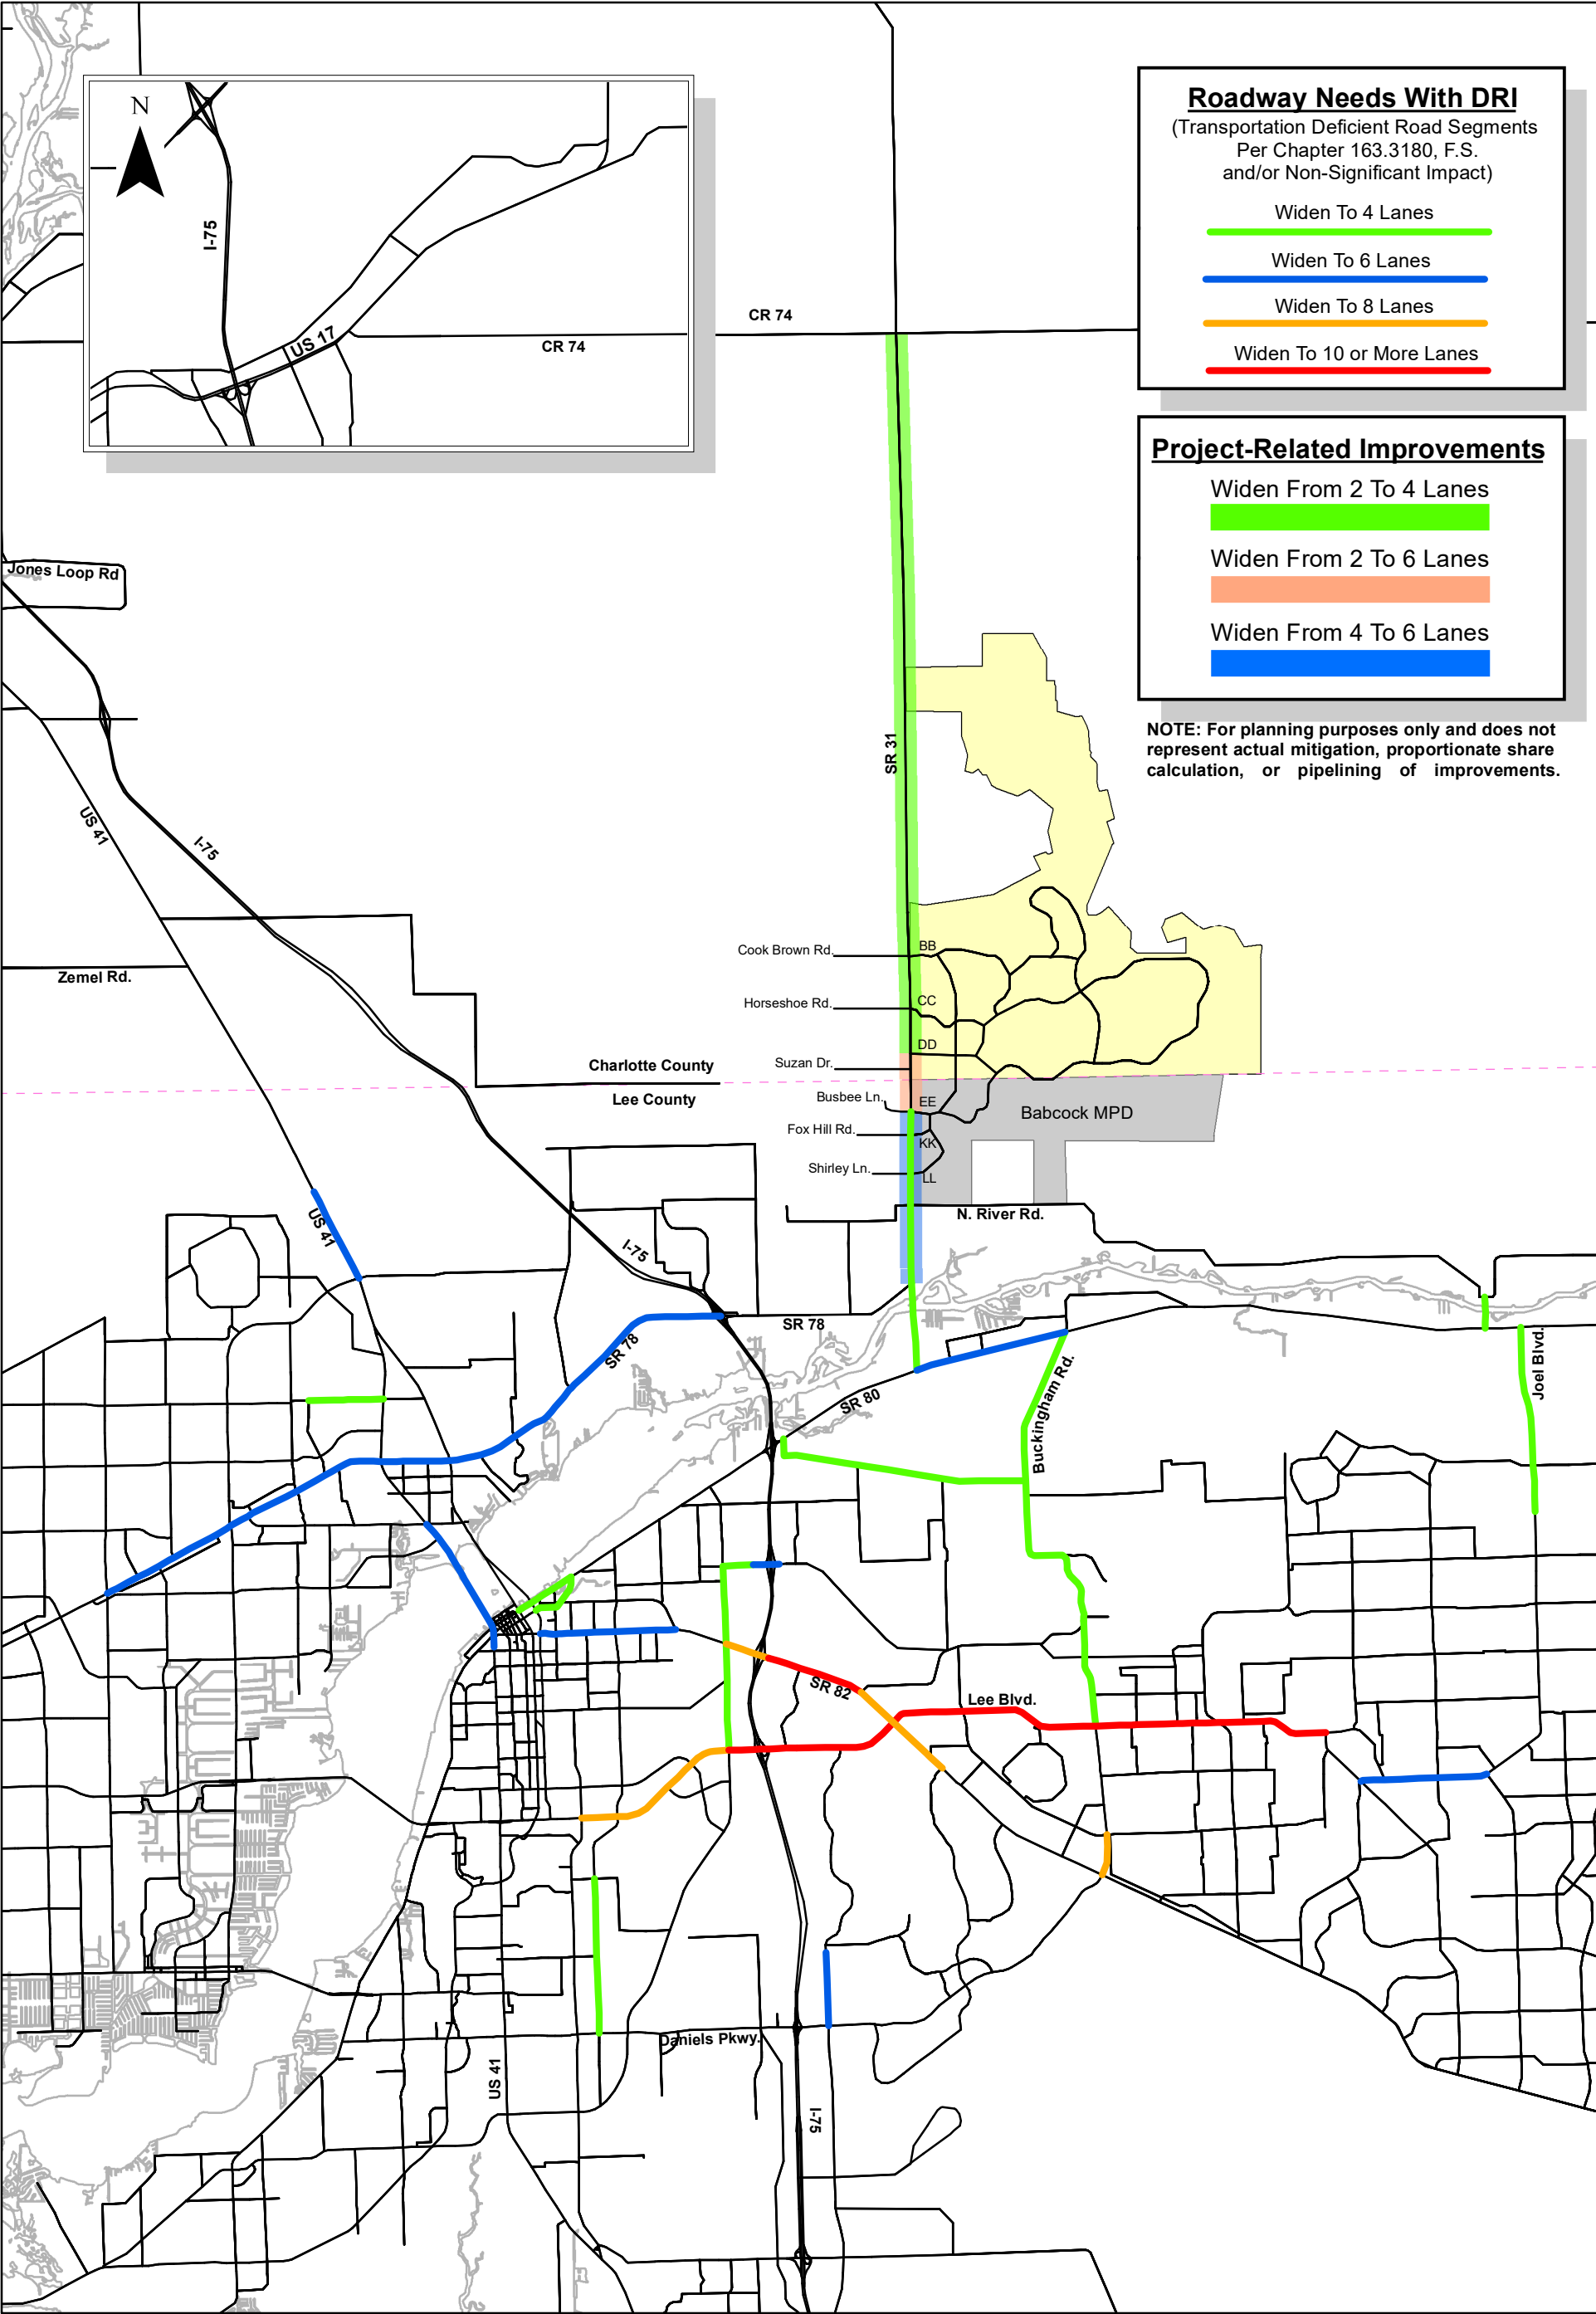 N
I-75
US 17
CR 74
CR 74
Roadway Needs With DRI
(Transportation Deficient Road Segments
Per Chapter 163.3180, F.S.
and/or Non-Significant Impact)
Widen To 4 Lanes
Widen To 6 Lanes
Widen To 8 Lanes
Widen To 10 or More Lanes
Project-Related Improvements
Widen From 2 To 4 Lanes
Widen From 2 To 6 Lanes
Widen From 4 To 6 Lanes
NOTE: For planning purposes only and does not
represent actual mitigation, proportionate share
calculation, or pipelining of improvements.
Jones Loop Rd
SR 31
US 41
I-75
Cook Brown Rd.
BB
Zemel Rd.
Horseshoe Rd.
CC
DD
Charlotte County
Suzan Dr.
Lee County
Busbee Ln.
EE
Babcock MPD
Fox Hill Rd.
KK
Shirley Ln.
LL
N. River Rd.
US 41
I-75
SR 78
SR 78
SR 80
Buckingham Rd.
Joel Blvd.
SR 82
Lee Blvd.
Daniels Pkwy.
US 41
I-75